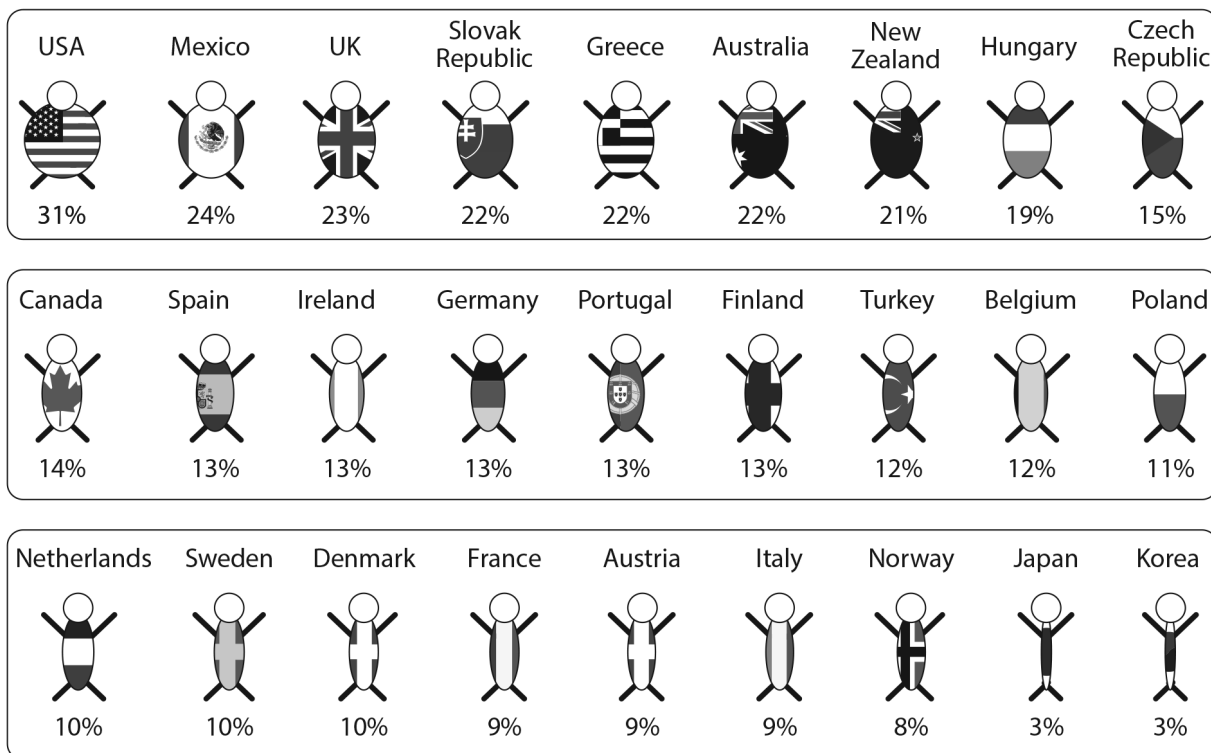 USA Mexico UK Slovak Republic Greece Australia New Zealand Hungary Czech Republic
31% 24% 23% 22% 22% 22% 21% 19% 15%
Canada Spain Ireland Germany Portugal Finland Turkey Belgium Poland
14% 13% 13% 13% 13% 13% 12% 12% 11%
Netherlands Sweden Denmark France Austria Italy Norway Japan Korea
10% 10% 10% 9% 9% 9% 8% 3% 3%